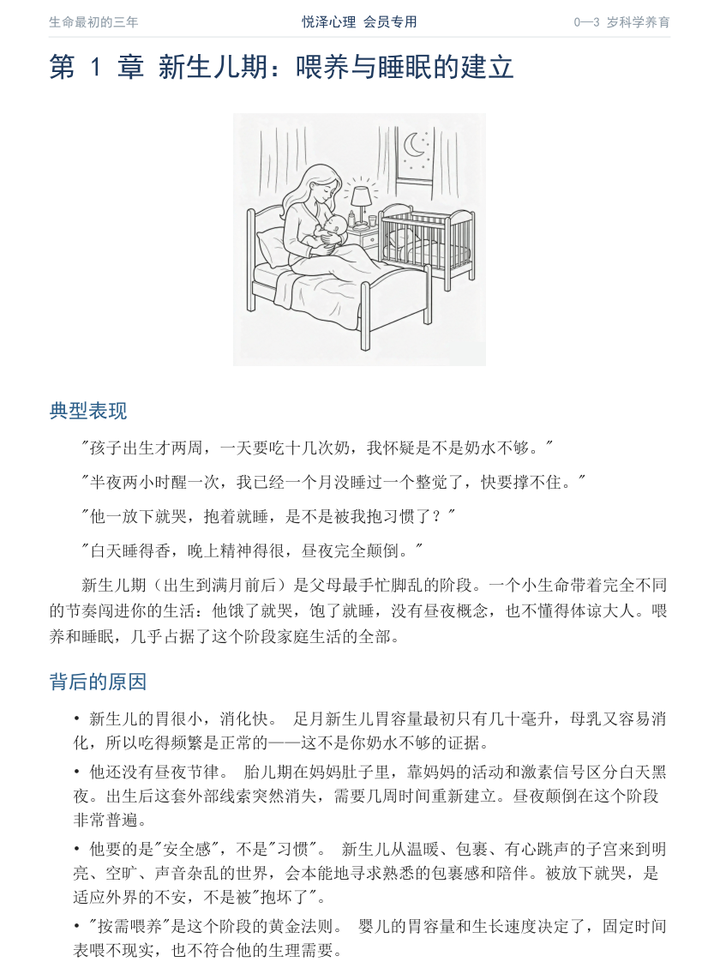 生命最初的三年 悦泽心理 会员专用 0—3 岁科学养育
第 1 章 新生儿期：喂养与睡眠的建立
典型表现
"孩子出生才两周，一天要吃十几次奶，我怀疑是不是奶水不够。"
"半夜两小时醒一次，我已经一个月没睡过一个整觉了，快要撑不住。"
"他一放下就哭，抱着就睡，是不是被我抱习惯了？"
"白天睡得香，晚上精神得很，昼夜完全颠倒。"
新生儿期（出生到满月前后）是父母最手忙脚乱的阶段。一个小生命带着完全不同
的节奏闯进你的生活：他饿了就哭，饱了就睡，没有昼夜概念，也不懂得体谅大人。喂
养和睡眠，几乎占据了这个阶段家庭生活的全部。
背后的原因
• 新生儿的胃很小，消化快。 足月新生儿胃容量最初只有几十毫升，母乳又容易消
化，所以吃得频繁是正常的——这不是你奶水不够的证据。
• 他还没有昼夜节律。 胎儿期在妈妈肚子里，靠妈妈的活动和激素信号区分白天黑
夜。出生后这套外部线索突然消失，需要几周时间重新建立。昼夜颠倒在这个阶段
非常普遍。
• 他要的是"安全感"，不是"习惯"。 新生儿从温暖、包裹、有心跳声的子宫来到明
亮、空旷、声音杂乱的世界，会本能地寻求熟悉的包裹感和陪伴。被放下就哭，是
适应外界的不安，不是被"抱坏了"。
• "按需喂养"是这个阶段的黄金法则。 婴儿的胃容量和生长速度决定了，固定时间
表喂不现实，也不符合他的生理需要。